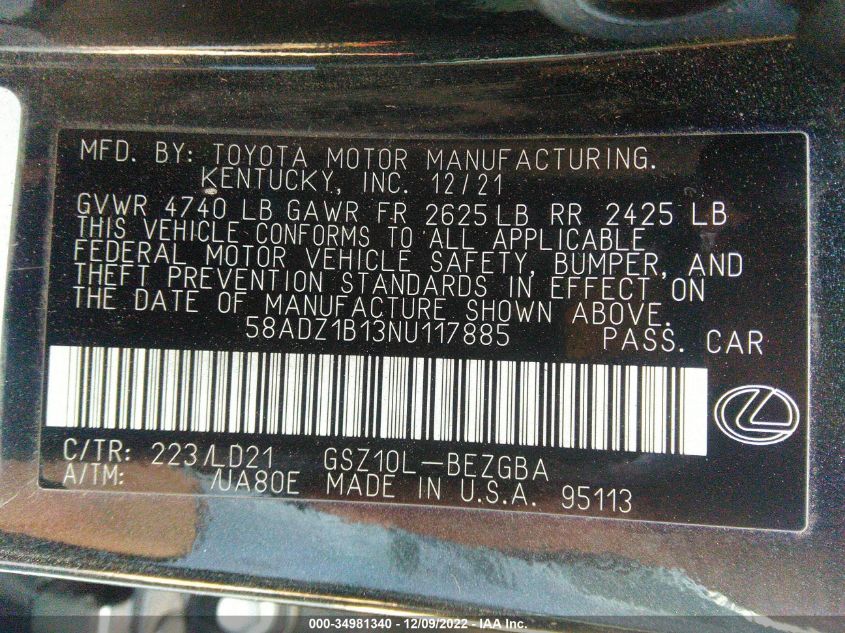 MFD. BY: TOYOTA MOTOR MANUFACTURING.
KENTUCKY, INC. 12/21
GVWR 4740 LB GAWR FR 2625 LB RR 2425 LB
THIS VEHICLE CONFORMS TO ALL APPLICABLE
FEDERAL MOTOR VEHICLE SAFETY, BUMPER, AND
THEFT PREVENTION STANDARDS IN EFFECT ON
THE DATE OF MANUFACTURE SHOWN ABOVE.
58ADZ1B13NU117885 PASS. CAR
C/TR: 223/LD21 GSZ10L-BEZGBA
A/TM: /UA80E MADE IN U.S.A. 95113
000-34981340 - 12/09/2022 - IAA Inc.